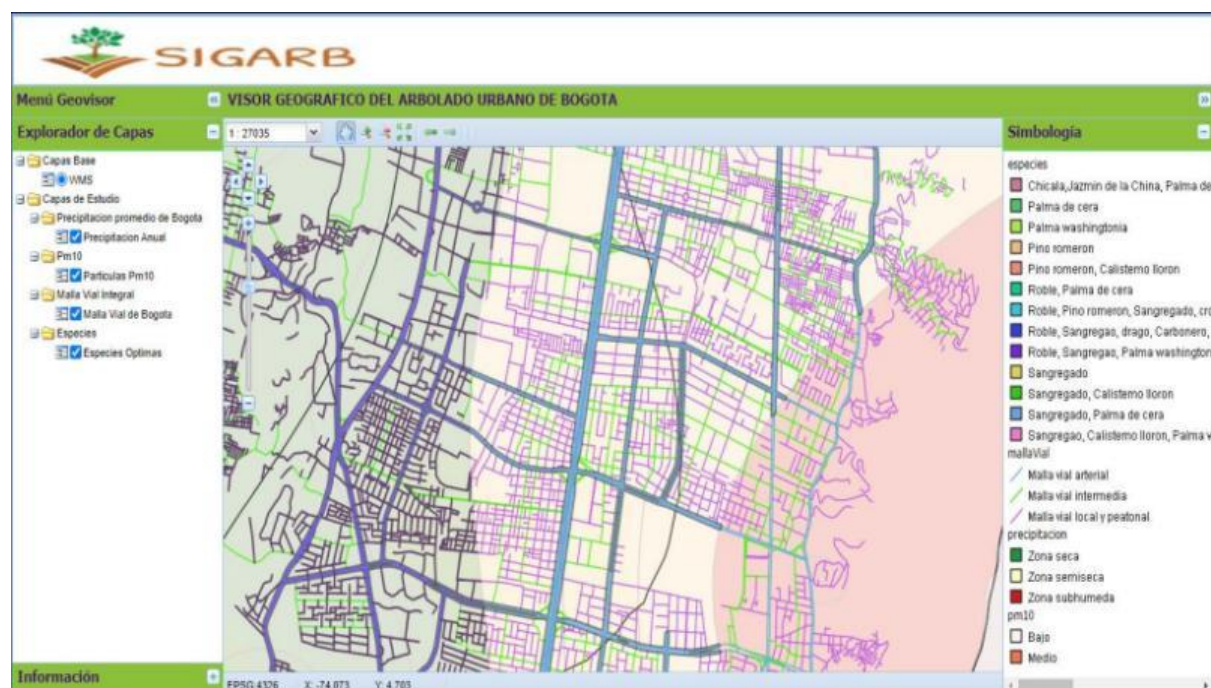 SIGARB
Menú Geovisor
VISOR GEOGRAFICO DEL ARBOLADO URBANO DE BOGOTA
Explorador de Capas
1 : 27035
Simbología
Capas Base
WMS
Capas de Estudio
Precipitacion promedio de Bogota
Precipitacion Anual
Pm10
Particulas Pm10
Malla Vial Integral
Malla Vial de Bogota
Especies
Especies Optimas
especies
Chicala,Jazmin de la China, Palma de
Palma de cera
Palma washingtonia
Pino romeron
Pino romeron, Calistemo lloron
Roble, Palma de cera
Roble, Pino romeron, Sangregado, cro
Roble, Sangregas, drago, Carbonero,
Roble, Sangregas, Palma washington
Sangregado
Sangregado, Calistemo lloron
Sangregado, Palma de cera
Sangregao, Calistemo lloron, Palma w
mallaVial
Malla vial arterial
Malla vial intermedia
Malla vial local y peatonal
precipitacion
Zona seca
Zona semiseca
Zona subhumeda
pm10
Bajo
Medio
Información
EPSG:4326 X: -74.073 Y: 4.703